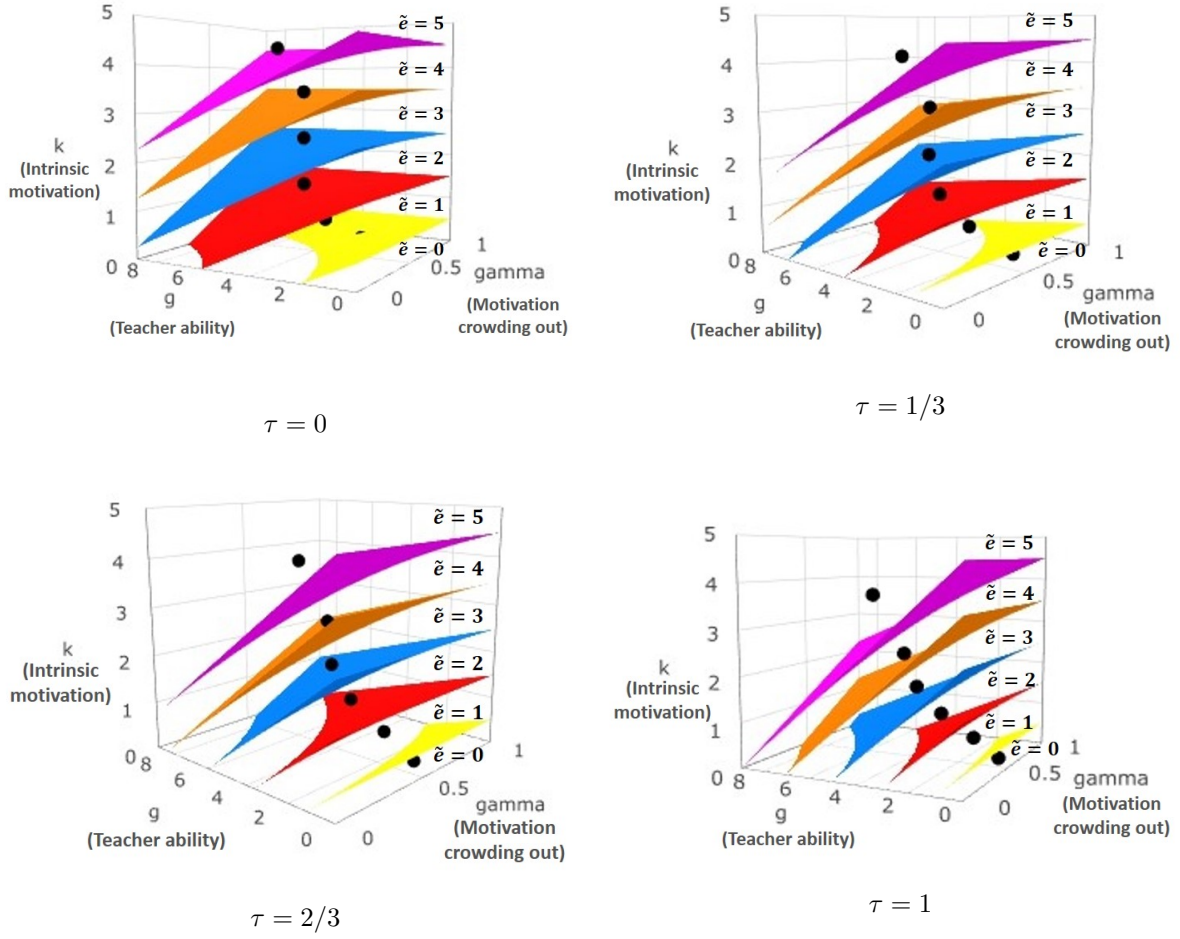 5
4
3
2
1
0
k
(Intrinsic
motivation)
8
6
4
2
0
g
(Teacher ability)
0
0.5
1
gamma
(Motivation
crowding out)
ẽ = 5
ẽ = 4
ẽ = 3
ẽ = 2
ẽ = 1
ẽ = 0
τ = 0
5
4
3
2
1
0
k
(Intrinsic
motivation)
8
6
4
2
0
g
(Teacher ability)
0
0.5
1
gamma
(Motivation
crowding out)
ẽ = 5
ẽ = 4
ẽ = 3
ẽ = 2
ẽ = 1
ẽ = 0
τ = 1/3
5
4
3
2
1
0
k
(Intrinsic
motivation)
8
6
4
2
0
g
(Teacher ability)
0
0.5
1
gamma
(Motivation
crowding out)
ẽ = 5
ẽ = 4
ẽ = 3
ẽ = 2
ẽ = 1
ẽ = 0
τ = 2/3
5
4
3
2
1
0
k
(Intrinsic
motivation)
8
6
4
2
0
g
(Teacher ability)
0
0.5
1
gamma
(Motivation
crowding out)
ẽ = 5
ẽ = 4
ẽ = 3
ẽ = 2
ẽ = 1
ẽ = 0
τ = 1